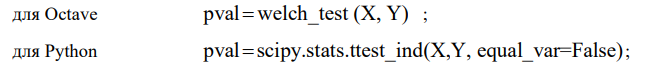 для Octave pval=welch_test (X, Y) ;
для Python pval=scipy.stats.ttest_ind(X,Y, equal_var=False);